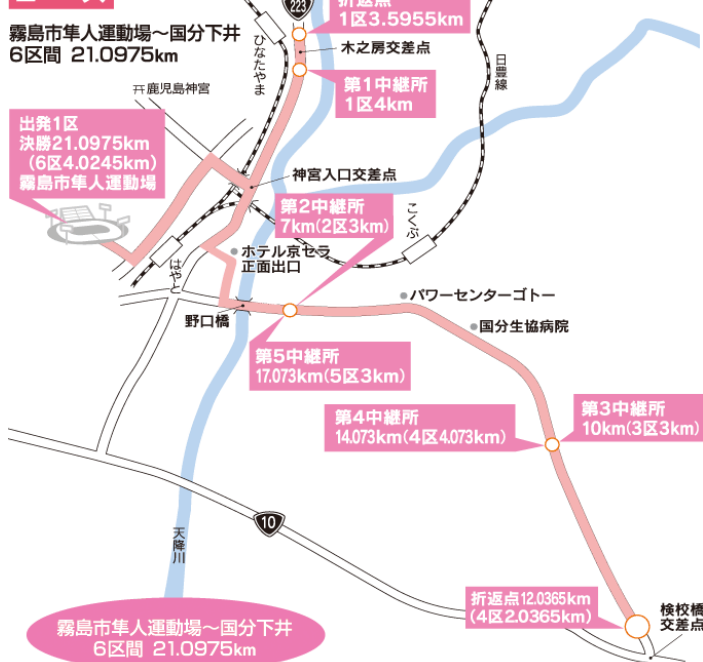 223
折返点
1区3.5955km
霧島市隼人運動場〜国分下井
6区間 21.0975km
ひなたやま
木之房交差点
日豊線
第1中継所
1区4km
鹿児島神宮
出発1区
決勝21.0975km
(6区4.0245km)
霧島市隼人運動場
神宮入口交差点
第2中継所
7km(2区3km)
こくぶ
ホテル京セラ
正面出口
はやと
パワーセンターゴトー
野口橋
国分生協病院
第5中継所
17.073km(5区3km)
第4中継所
14.073km(4区4.073km)
第3中継所
10km(3区3km)
10
天降川
折返点12.0365km
(4区2.0365km)
検校橋
交差点
霧島市隼人運動場〜国分下井
6区間 21.0975km